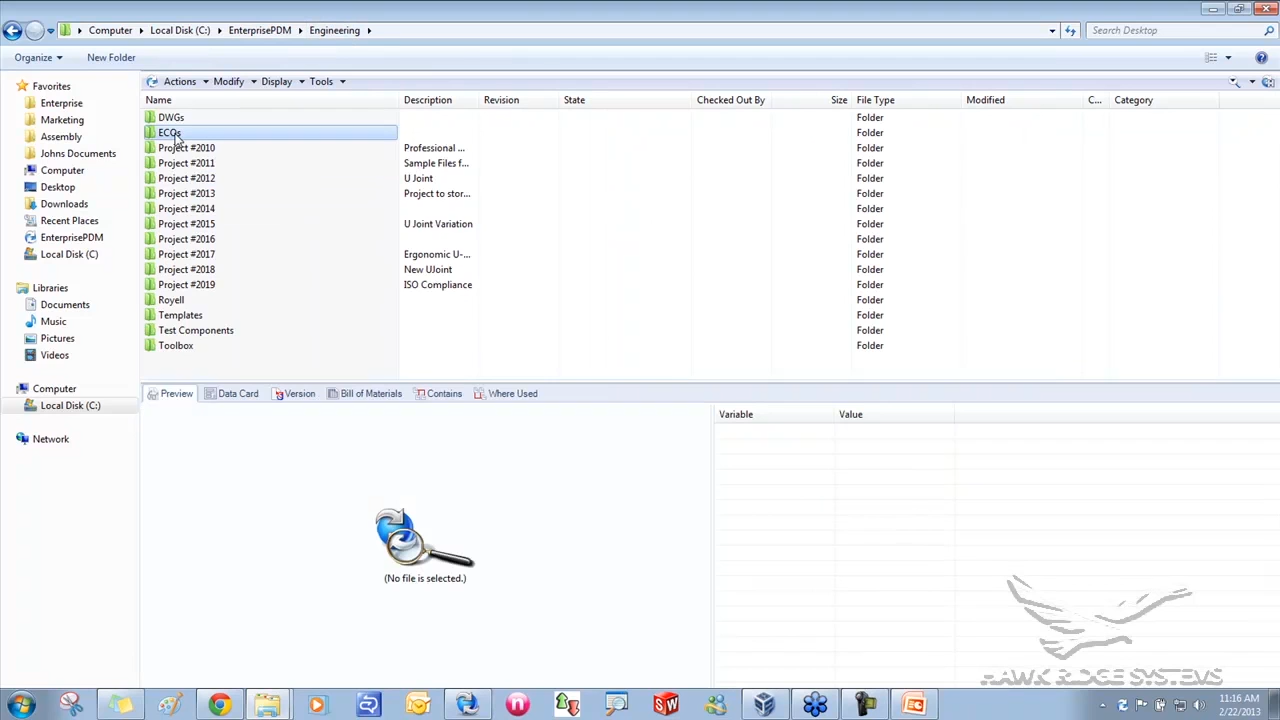 Computer Local Disk (C:) EnterprisePDM Engineering Search Desktop
Organize New Folder
Actions Modify Display Tools
Name Description Revision State Checked Out By Size File Type Modified C... Category
Favorites
Enterprise
Marketing
Assembly
Johns Documents
Computer
Desktop
Downloads
Recent Places
EnterprisePDM
Local Disk (C:)
Libraries
Documents
Music
Pictures
Videos
Computer
Local Disk (C:)
Network
DWGs Folder
ECOs Folder
Project #2010 Professional ... Folder
Project #2011 Sample Files f... Folder
Project #2012 U Joint Folder
Project #2013 Project to stor... Folder
Project #2014 Folder
Project #2015 U Joint Variation Folder
Project #2016 Folder
Project #2017 Ergonomic U-... Folder
Project #2018 New UJoint Folder
Project #2019 ISO Compliance Folder
Royell Folder
Templates Folder
Test Components Folder
Toolbox Folder
Preview Data Card Version Bill of Materials Contains Where Used
Variable Value
(No file is selected.)
HAWK RIDGE SYSTEMS
11:16 AM
2/22/2013